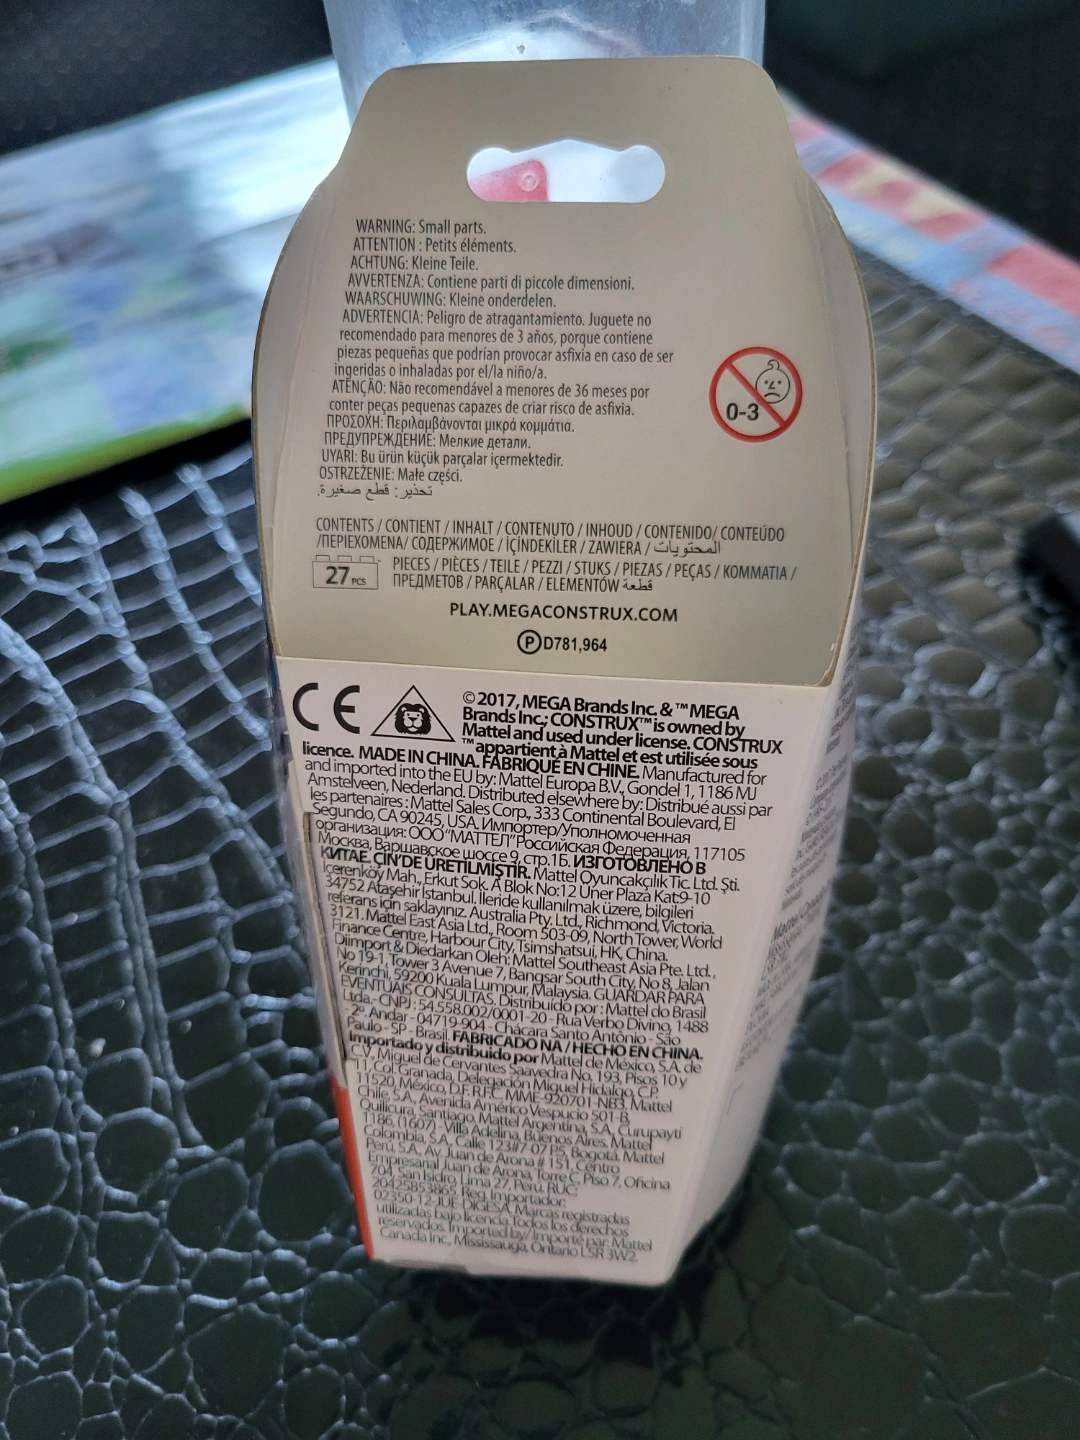 WARNING: Small parts.
ATTENTION : Petits éléments.
ACHTUNG: Kleine Teile.
AVVERTENZA: Contiene parti di piccole dimensioni.
WAARSCHUWING: Kleine onderdelen.
ADVERTENCIA: Peligro de atragantamiento. Juguete no
recomendado para menores de 3 años, porque contiene
piezas pequeñas que podrían provocar asfixia en caso de ser
ingeridas o inhaladas por el/la niño/a.
ATENÇÃO: Não recomendável a menores de 36 meses por
conter peças pequenas capazes de criar risco de asfixia.
ΠΡΟΣΟΧΗ: Περιλαμβάνονται μικρά κομμάτια.
ПРЕДУПРЕЖДЕНИЕ: Мелкие детали.
UYARI: Bu ürün küçük parçalar içermektedir.
OSTRZEŻENIE: Małe części.
تحذير: قطع صغيرة.
0-3
CONTENTS / CONTIENT / INHALT / CONTENUTO / INHOUD / CONTENIDO/ CONTEÚDO
/ΠEPIEXOMENA/ СОДЕРЖИМОЕ / İÇİNDEKİLER / ZAWIERA / المحتويات
27 PCS
PIECES / PIÈCES / TEILE / PEZZI / STUKS / PIEZAS / PEÇAS / KOMMATIA /
ПРЕДМЕТОВ / PARÇALAR / ELEMENTÓW قطعة
PLAY.MEGACONSTRUX.COM
Ⓟ D781,964
CE
© 2017, MEGA Brands Inc. & ™ MEGA
Brands Inc.; CONSTRUX™ is owned by
Mattel and used under license. CONSTRUX
™ appartient à Mattel et est utilisée sous
licence. MADE IN CHINA. FABRIQUÉ EN CHINE. Manufactured for
and imported into the EU by: Mattel Europa B.V., Gondel 1, 1186 MJ
Amstelveen, Nederland. Distributed elsewhere by: Distribué aussi par
les partenaires : Mattel Sales Corp., 333 Continental Boulevard, El
Segundo, CA 90245, USA. Импортер/Уполномоченная
организация: ООО "МАТТЕЛ" Российская Федерация, 117105
Москва, Варшавское шоссе 9, стр.1Б. ИЗГОТОВЛЕНО В
КИТАЕ. ÇİN'DE ÜRETİLMİŞTİR. Mattel Oyuncakçılık Tic. Ltd. Şti.
İçerenköy Mah., Erkut Sok. A Blok No:12 Üner Plaza Kat:9-10
34752 Ataşehir İstanbul. İleride kullanılmak üzere, bilgileri
referans için saklayınız. Australia Pty. Ltd., Richmond, Victoria.
3121. Mattel East Asia Ltd., Room 503-09, North Tower, World
Finance Centre, Harbour City, Tsimshatsui, HK, China.
Diimport & Diedarkan Oleh: Mattel Southeast Asia Pte. Ltd.,
No 19-1, Tower 3 Avenue 7, Bangsar South City, No 8, Jalan
Kerinchi, 59200 Kuala Lumpur, Malaysia. GUARDAR PARA
EVENTUAIS CONSULTAS. Distribuído por : Mattel do Brasil
Ltda.- CNPJ : 54.558.002/0001-20 - Rua Verbo Divino, 1488
- 2º. Andar - 04719-904 - Chácara Santo Antônio - São
Paulo - SP - Brasil. FABRICADO NA / HECHO EN CHINA.
Importado y distribuido por Mattel de México, S.A. de
C.V., Miguel de Cervantes Saavedra No. 193, Pisos 10 y
11, Col. Granada, Delegación Miguel Hidalgo, C.P.
11520, México, D.F. R.F.C. MME-920701-NB3. Mattel
Chile, S.A., Avenida Américo Vespucio 501-B,
Quilicura, Santiago. Mattel Argentina, S.A., Curupaytí
1186, (1607) - Villa Adelina, Buenos Aires. Mattel
Colombia, S.A., Calle 123#7-07 P.5, Bogotá. Mattel
Perú, S.A., Av. Juan de Arona # 151, Centro
Empresarial Juan de Arona, Torre C, Piso 7, Oficina
704, San Isidro, Lima 27, Perú. RUC:
20425853865. Reg. Importador:
02350-12-JUE-DIGESA. Marcas registradas
utilizadas bajo licencia. Todos los derechos
reservados. Imported by/ Importé par: Mattel
Canada Inc., Mississauga, Ontario L5R 3W2.